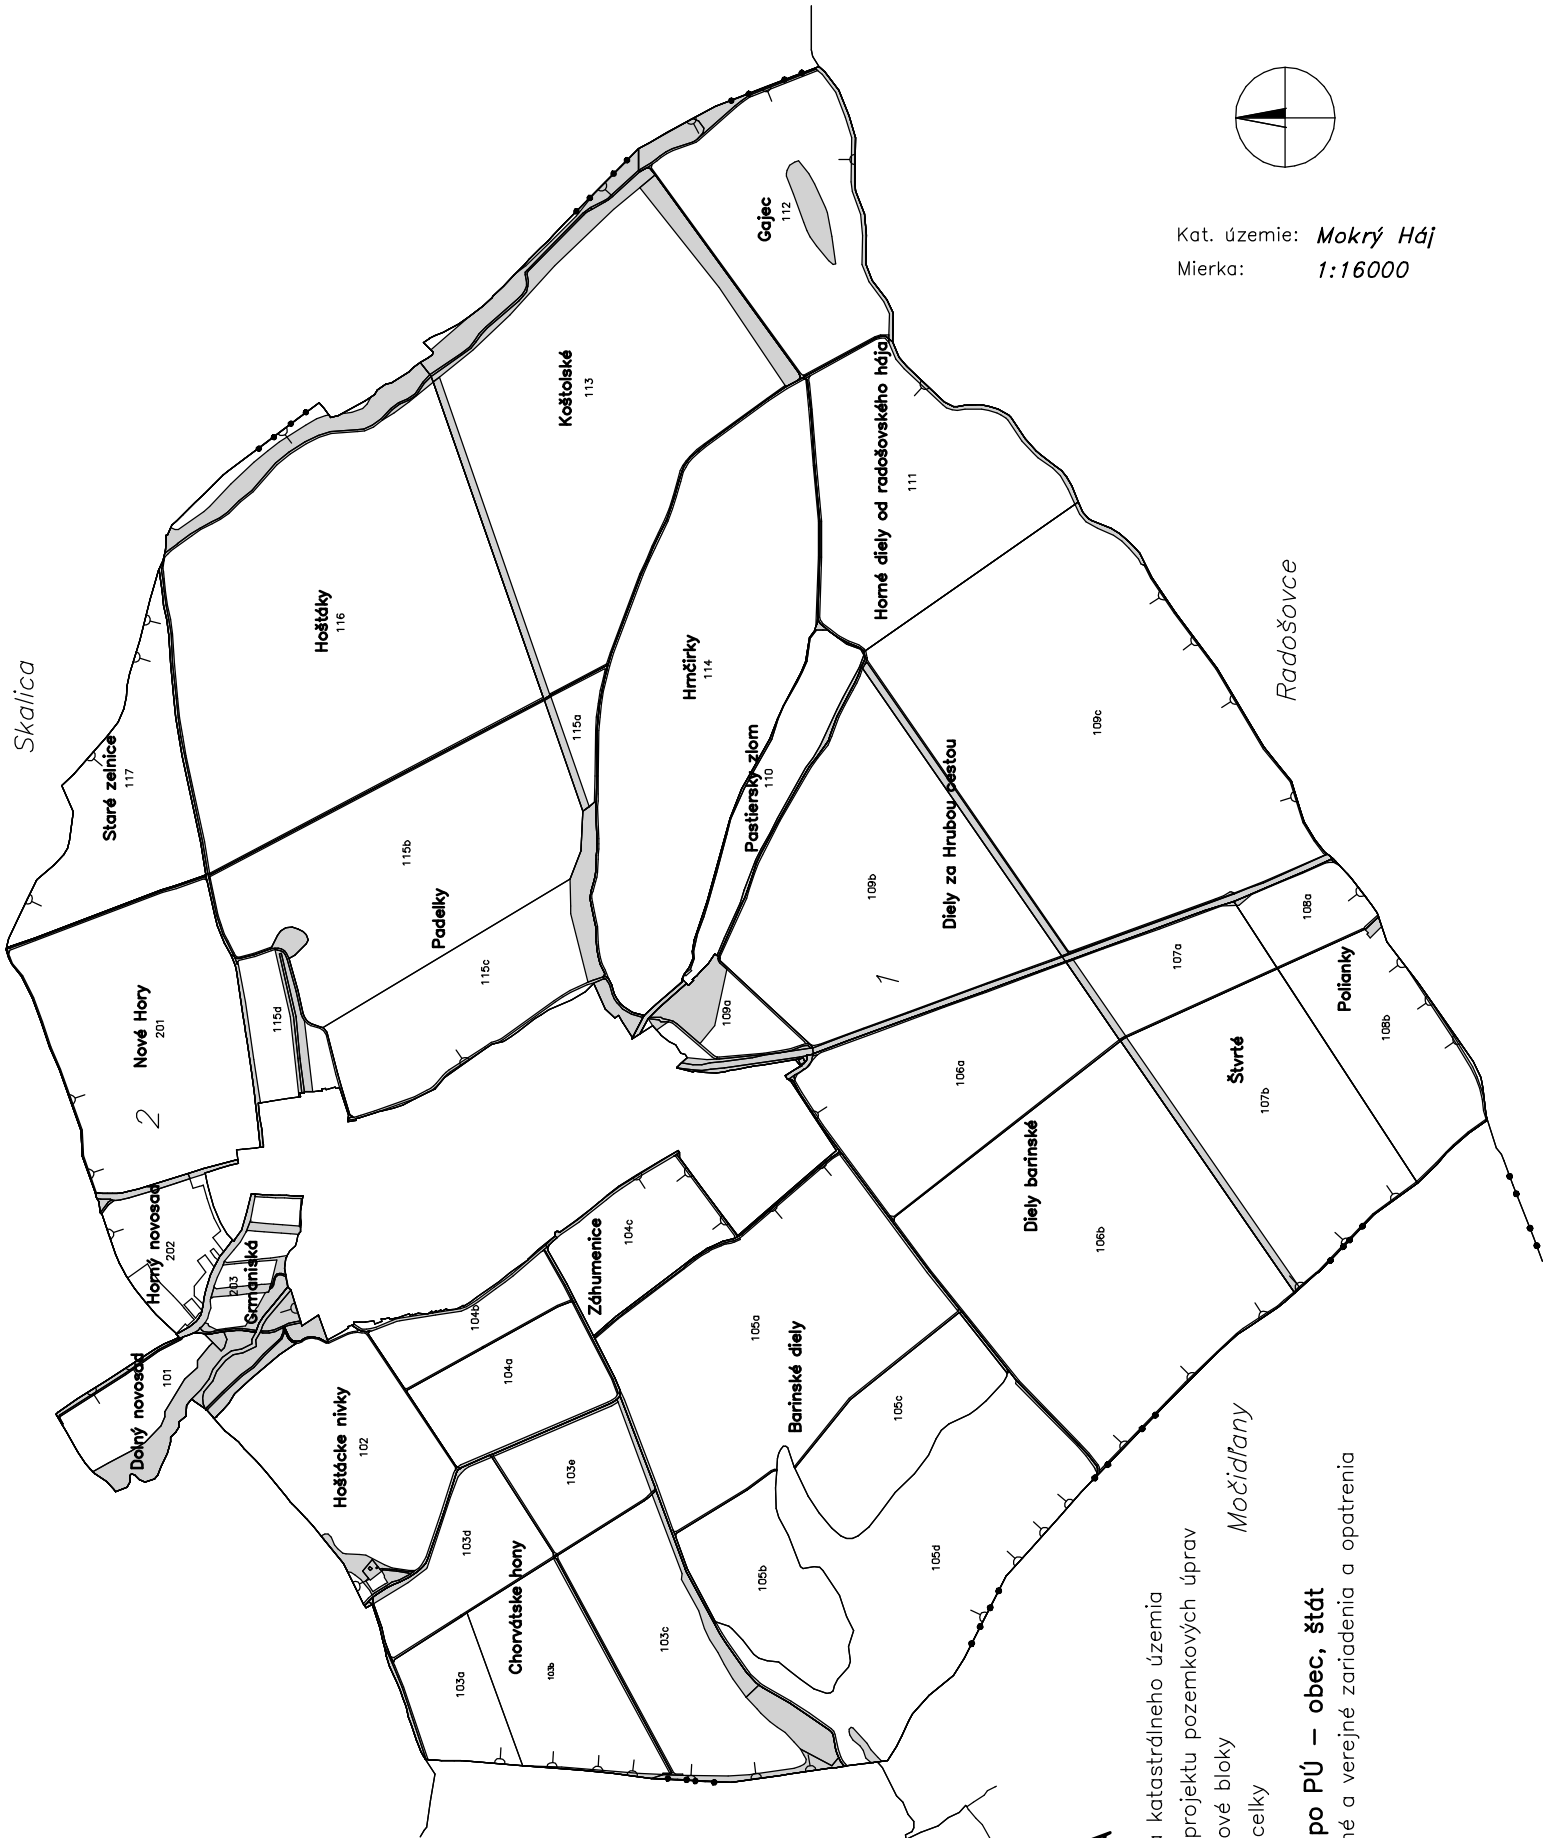 Skalica
Kat. územie: Mokrý Háj
Mierka: 1:16000
Gajec
112
Koštolské
113
Horné diely od radošovského hája
111
Hoštáky
116
Hrnčírky
114
Staré zelnice
117
115a
Pastiersky zlom
110
109c
Radošovce
115b
Padelky
115c
109b
Diely za Hrubou cestou
1
Nové Hory
201
2
115d
109a
107a
108a
Polianky
108b
106a
Štvrté
107b
Diely barinské
106b
Horný novosad
202
203
Grmaniská
104c
Záhumenice
104b
104a
105a
Barinské diely
105c
Dolný novosad
101
Hoštácke nivky
102
103e
103d
Chorvátske hony
103a
103b
103c
105b
105d
Močidľany
katastrálneho územia
projektu pozemkových úprav
ové bloky
celky
po PÚ – obec, štát
é a verejné zariadenia a opatrenia